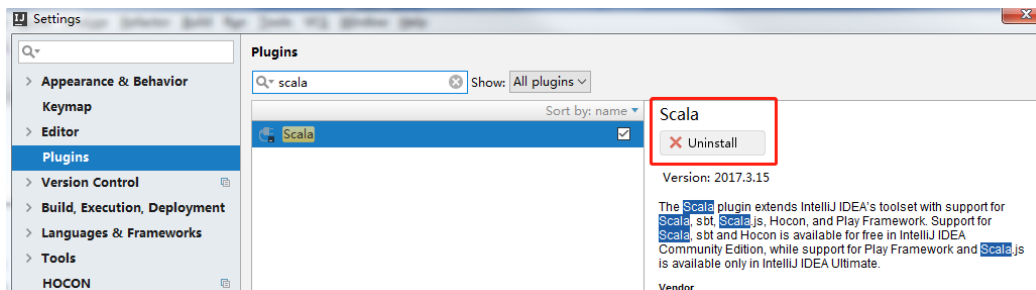 Settings
Plugins
Appearance & Behavior
Keymap
Editor
Plugins
Version Control
Build, Execution, Deployment
Languages & Frameworks
Tools
HOCON
scala
Show: All plugins
Sort by: name
Scala
Scala
Uninstall
Version: 2017.3.15
The Scala plugin extends IntelliJ IDEA's toolset with support for
Scala, sbt, Scala.js, Hocon, and Play Framework. Support for
Scala, sbt and Hocon is available for free in IntelliJ IDEA
Community Edition, while support for Play Framework and Scala.js
is available only in IntelliJ IDEA Ultimate.
Vendor